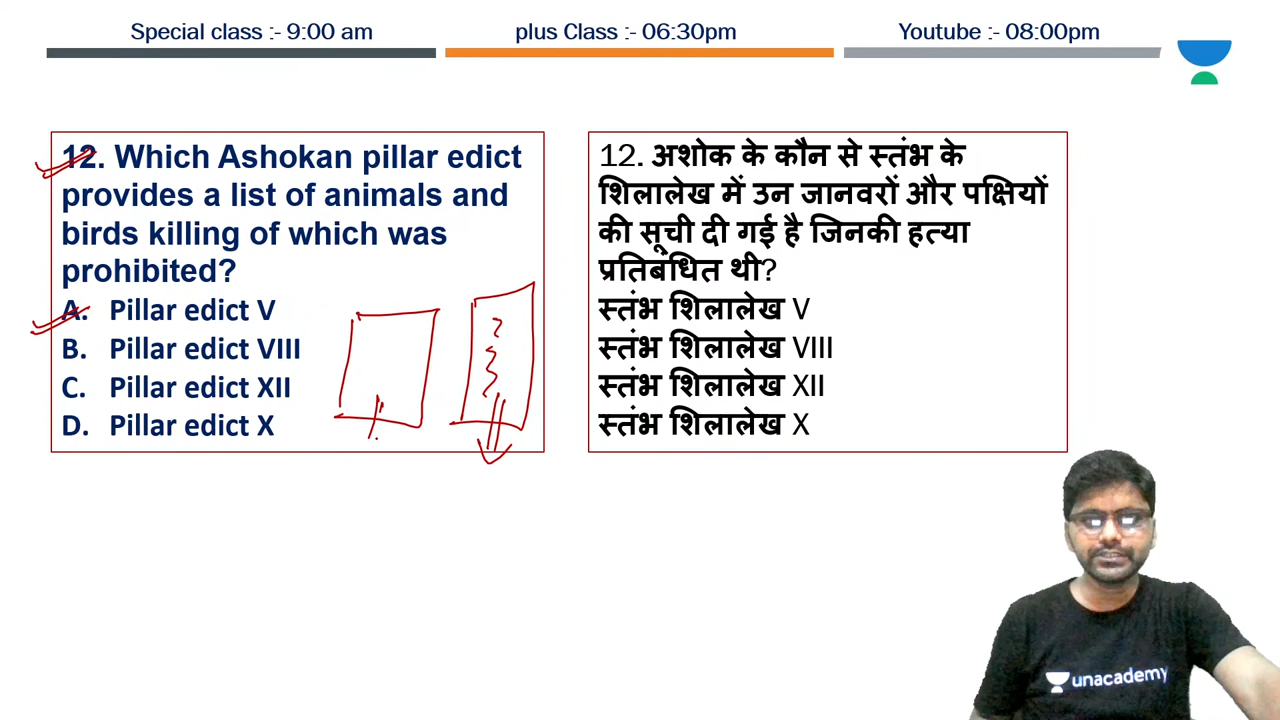 Special class :- 9:00 am
plus Class :- 06:30pm
Youtube :- 08:00pm
12. Which Ashokan pillar edict
provides a list of animals and
birds killing of which was
prohibited?
A. Pillar edict V
B. Pillar edict VIII
C. Pillar edict XII
D. Pillar edict X
12. अशोक के कौन से स्तंभ के
शिलालेख में उन जानवरों और पक्षियों
की सूची दी गई है जिनकी हत्या
प्रतिबंधित थी?
स्तंभ शिलालेख V
स्तंभ शिलालेख VIII
स्तंभ शिलालेख XII
स्तंभ शिलालेख X
unacademy